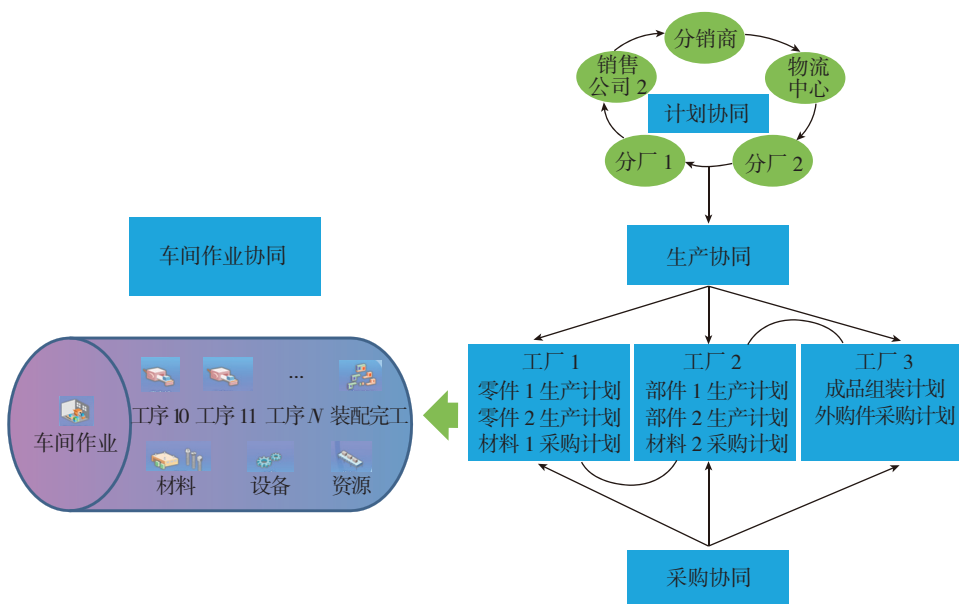 分销商
销售
公司 2
物流
中心
计划协同
分厂 1
分厂 2
车间作业协同
生产协同
工厂 1
零件 1 生产计划
零件 2 生产计划
材料 1 采购计划
工厂 2
部件 1 生产计划
部件 2 生产计划
材料 2 采购计划
工厂 3
成品组装计划
外购件采购计划
...
工序 10 工序 11 工序 N 装配完工
车间作业
材料 设备 资源
采购协同